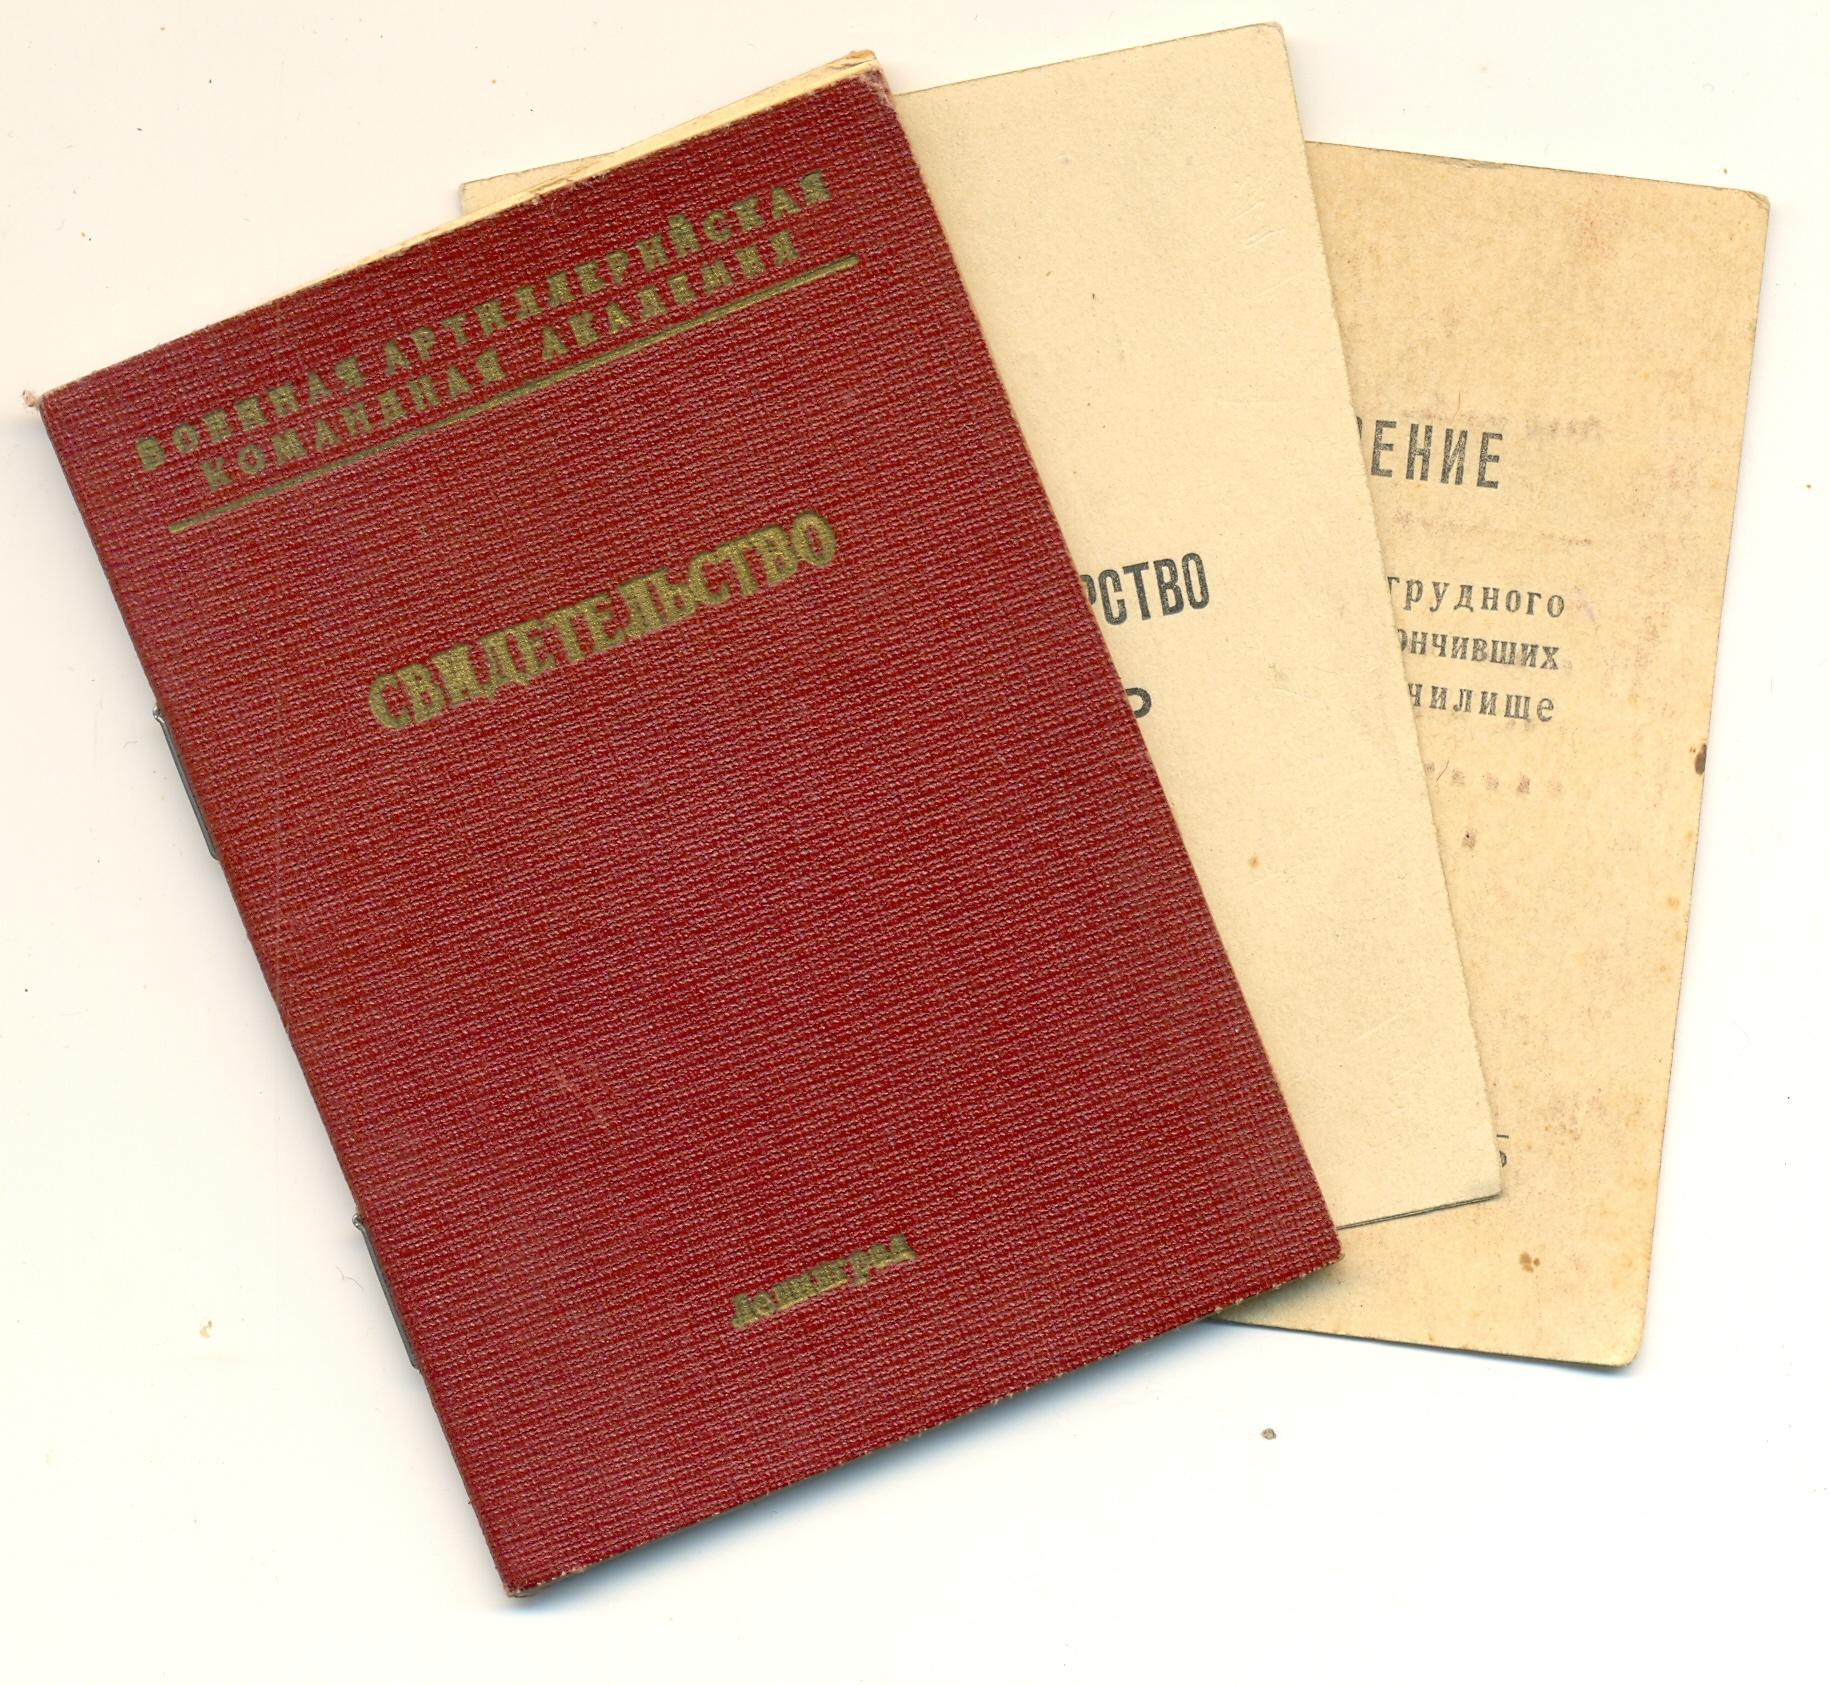 ВОЕННАЯ АРТИЛЛЕРИЙСКАЯ
КОМАНДНАЯ АКАДЕМИЯ
СВИДЕТЕЛЬСТВО
Ленинград
РСТВО
Р
ЕНИЕ
грудного
ончивших
чилище